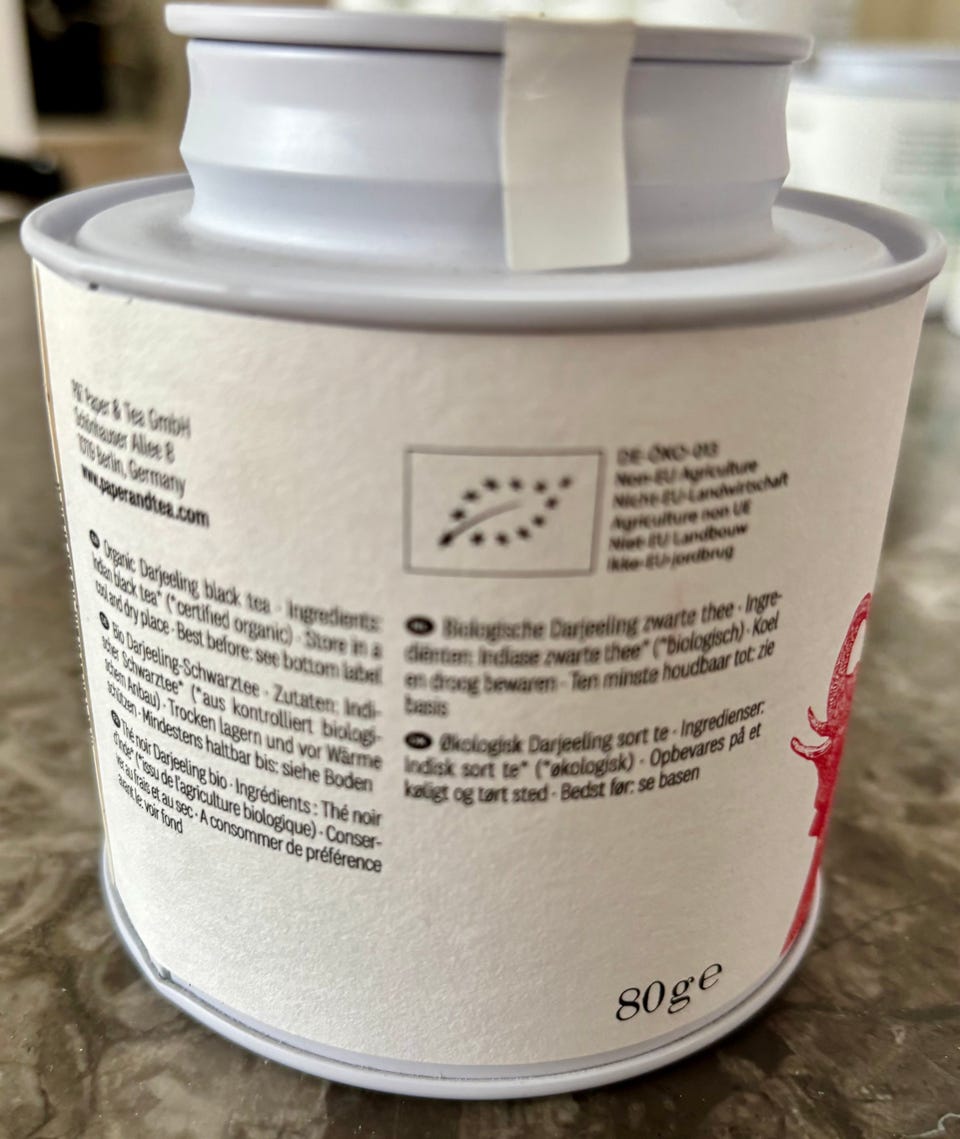 P&T Paper & Tea GmbH
Schönhauser Allee 8
10119 Berlin, Germany
www.paperandtea.com
Organic Darjeeling black tea · Ingredients:
Indian black tea* (*certified organic) · Store in a
cool and dry place · Best before: see bottom label
Bio Darjeeling-Schwarztee · Zutaten: Indi-
scher Schwarztee* (*aus kontrolliert biologi-
schem Anbau) · Trocken lagern und vor Wärme
schützen · Mindestens haltbar bis: siehe Boden
Thé noir Darjeeling bio · Ingrédients : Thé noir
d'Inde* (*issu de l'agriculture biologique) · Conser-
ver au frais et au sec · A consommer de préférence
avant le: voir fond
DE-ÖKO-013
Non-EU-Agriculture
Nicht-EU-Landwirtschaft
Agriculture non UE
Niet-EU Landbouw
Ikke-EU-jordbrug
Biologische Darjeeling zwarte thee · Ingre-
diënten: Indiase zwarte thee* (*biologisch) · Koel
en droog bewaren · Ten minste houdbaar tot: zie
basis
Økologisk Darjeeling sort te · Ingredienser:
Indisk sort te* (*økologisk) · Opbevares på et
køligt og tørt sted · Bedst før: se basen
80g e